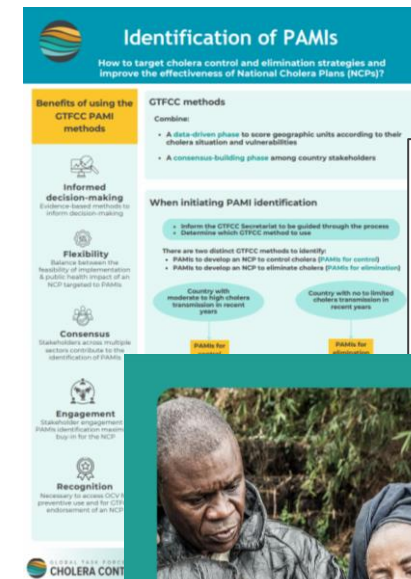 Identification of PAMIs
How to target cholera control and elimination strategies and
improve the effectiveness of National Cholera Plans (NCPs)?
Benefits of using the
GTFCC PAMI
methods
Informed
decision-making
Evidence-based methods to
inform decision-making
Flexibility
Balance between the
feasibility of implementation
& public health impact of an
NCP targeted to PAMIs
Consensus
Stakeholders across multiple
sectors contribute to the
identification of PAMIs
Engagement
Stakeholder engagement
PAMIs identification maxim
buy-in for the NCP
Recognition
Necessary to access OCV f
preventive use and for GTF
endorsement of an NCP
GTFCC methods
Combine:
• A data-driven phase to score geographic units according to their
cholera situation and vulnerabilities
• A consensus-building phase among country stakeholders
When initiating PAMI identification
• Inform the GTFCC Secretariat to be guided through the process
• Determine which GTFCC method to use
There are two distinct GTFCC methods to identify:
• PAMIs to develop an NCP to control cholera (PAMIs for control)
• PAMIs to develop an NCP to eliminate cholera (PAMIs for elimination)
Country with
moderate to high cholera
transmission in recent
years
Country with no to limited
cholera transmission in
recent years
PAMIs for
control
PAMIs for
elimination
GLOBAL TASK FORC
CHOLERA CONT